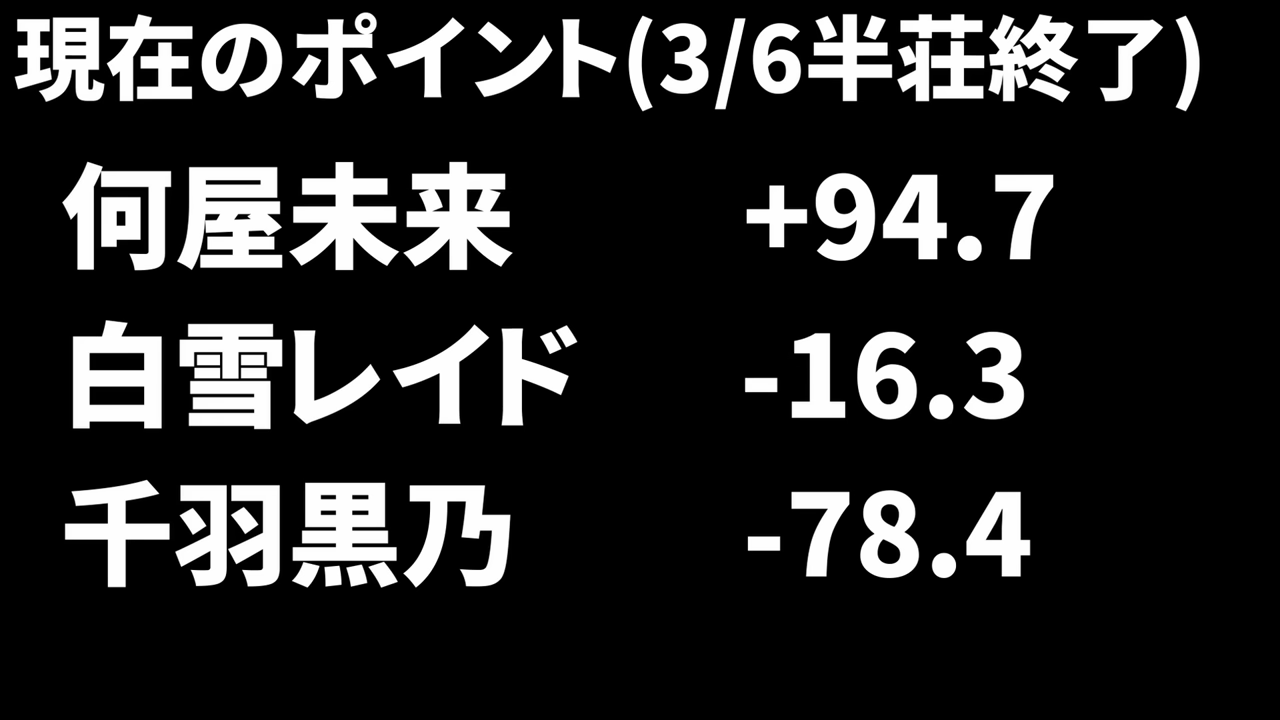 現在のポイント(3/6半荘終了)
何屋未来 +94.7
白雪レイド -16.3
千羽黒乃 -78.4